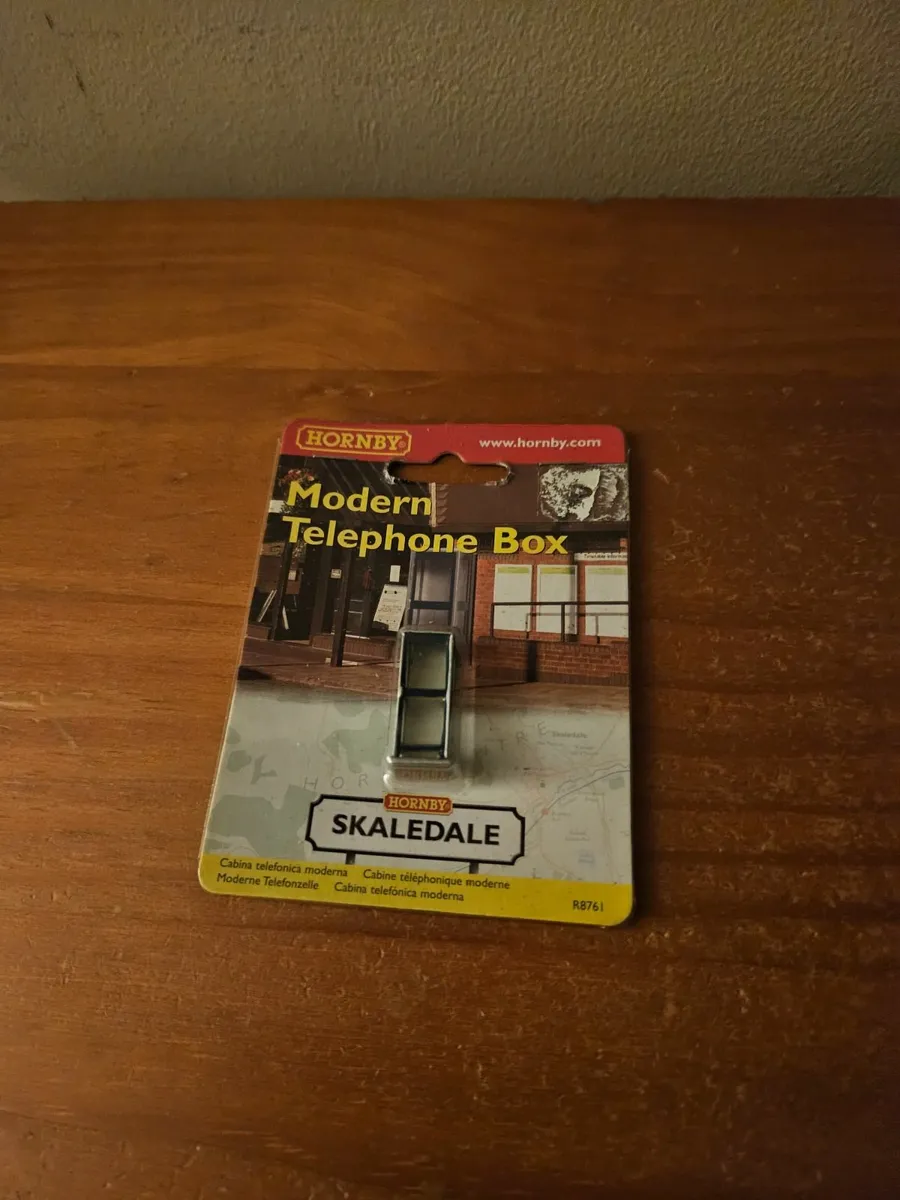 HORNBY®
www.hornby.com
Modern
Telephone Box
HORNBY
SKALEDALE
Cabina telefonica moderna Cabine téléphonique moderne
Moderne Telefonzelle Cabina telefónica moderna
R8761